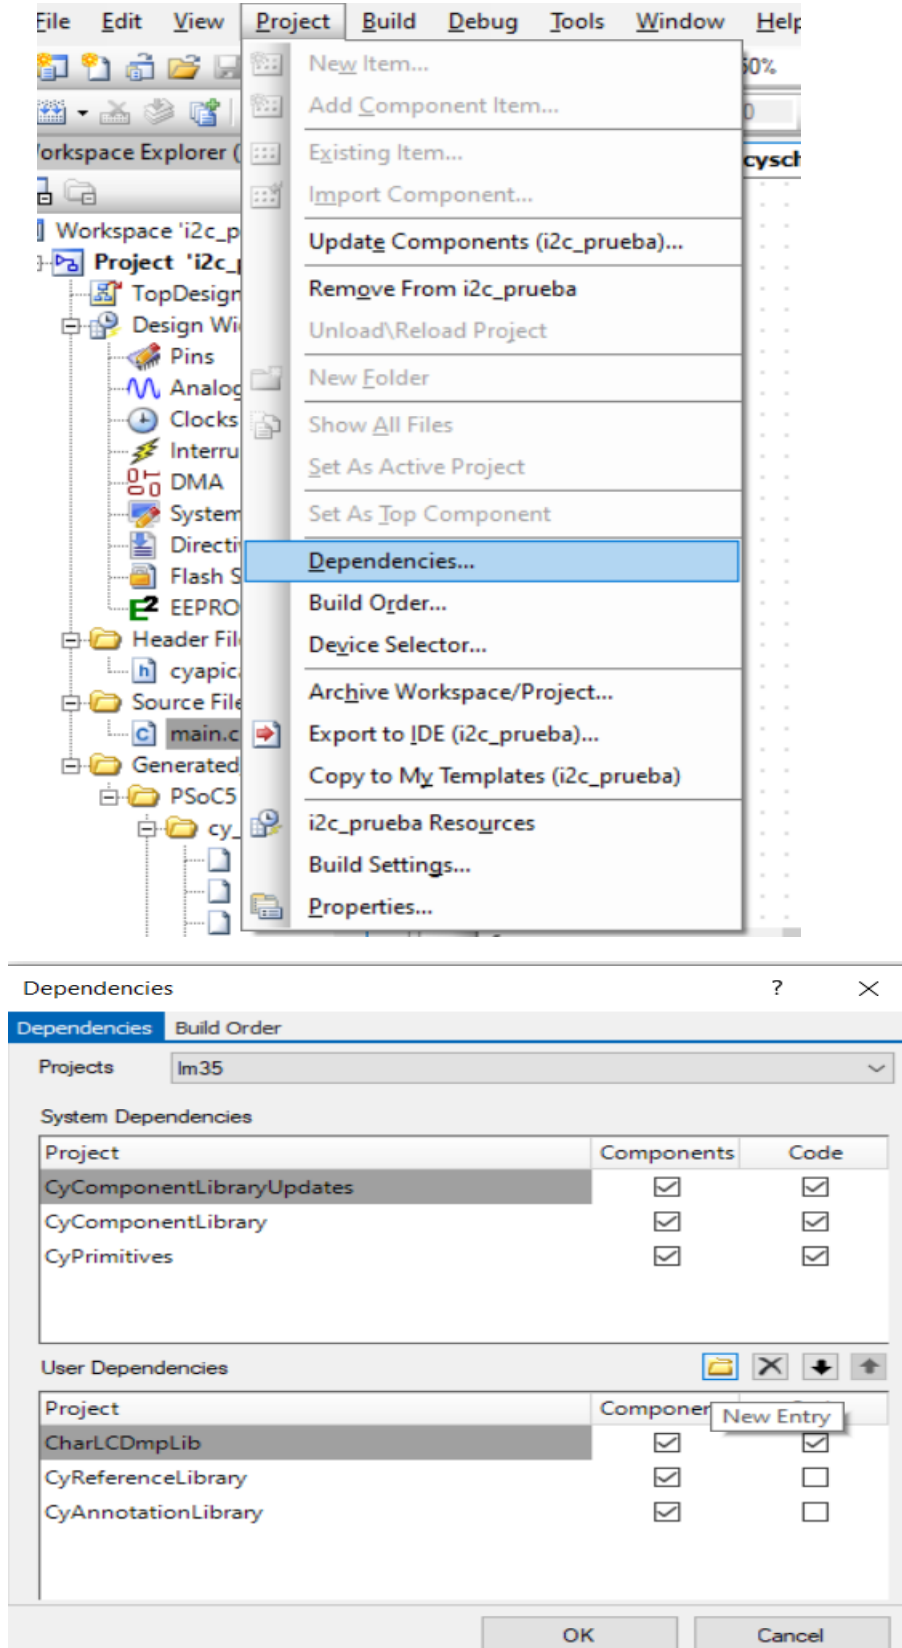 File Edit View Project Build Debug Tools Window Help
New Item...
50%
Add Component Item...
0
Workspace Explorer (
Existing Item...
cysch
Import Component...
Workspace 'i2c_p
Update Components (i2c_prueba)...
Project 'i2c_p
TopDesign
Remove From i2c_prueba
Design Wi
Unload\Reload Project
Pins
New Folder
Analog
Clocks
Show All Files
Interru
Set As Active Project
DMA
System
Set As Top Component
Directi
Dependencies...
Flash S
EEPRO
Build Order...
Header Fil
Device Selector...
cyapica
Source File
Archive Workspace/Project...
main.c
Export to IDE (i2c_prueba)...
Generated
Copy to My Templates (i2c_prueba)
PSoC5
cy_
i2c_prueba Resources
Build Settings...
Properties...
Dependencies ?
Dependencies Build Order
Projects lm35
System Dependencies
Project Components Code
CyComponentLibraryUpdates
CyComponentLibrary
CyPrimitives
User Dependencies
Project Componen
New Entry
CharLCDmpLib
CyReferenceLibrary
CyAnnotationLibrary
OK Cancel